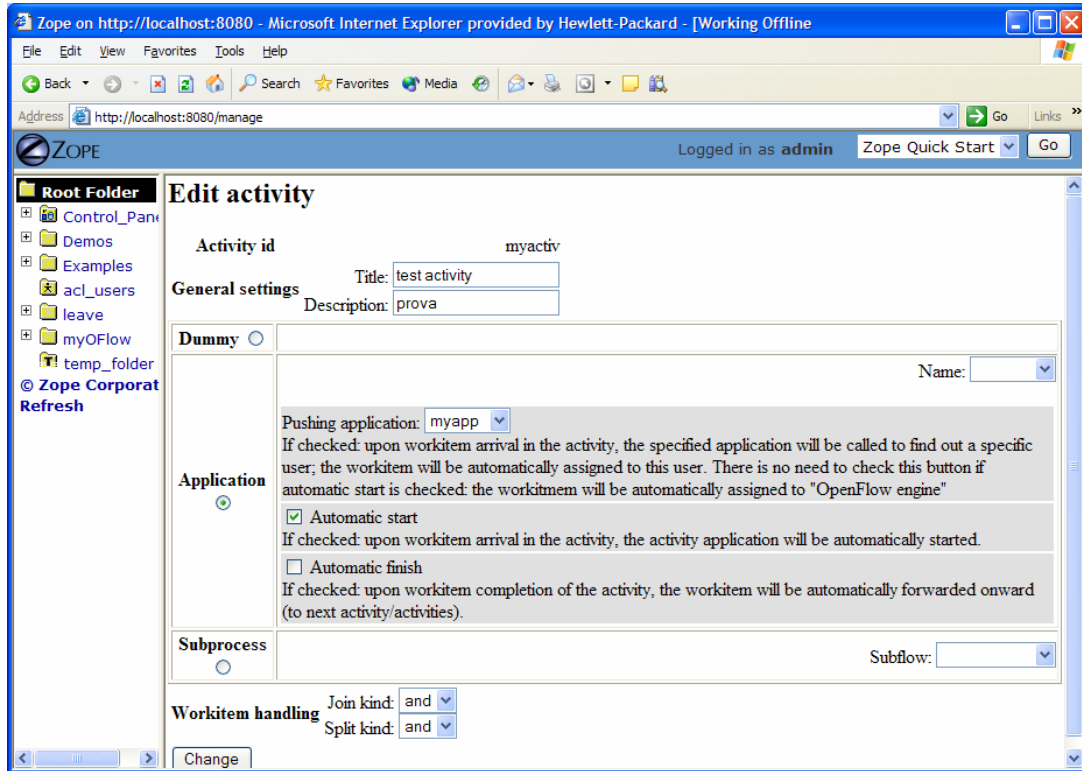 Zope on http://localhost:8080 - Microsoft Internet Explorer provided by Hewlett-Packard - [Working Offline
File Edit View Favorites Tools Help
Back Search Favorites Media
Address http://localhost:8080/manage Go Links »
ZOPE Logged in as admin Zope Quick Start Go
Root Folder
Control_Pane
Demos
Examples
acl_users
leave
myOFlow
temp_folder
© Zope Corporat
Refresh
Edit activity
Activity id myactiv
General settings
Title: test activity
Description: prova
Dummy
Application
Name:
Pushing application: myapp
If checked: upon workitem arrival in the activity, the specified application will be called to find out a specific
user; the workitem will be automatically assigned to this user. There is no need to check this button if
automatic start is checked: the workitmem will be automatically assigned to "OpenFlow engine"
Automatic start
If checked: upon workitem arrival in the activity, the activity application will be automatically started.
Automatic finish
If checked: upon workitem completion of the activity, the workitem will be automatically forwarded onward
(to next activity/activities).
Subprocess
Subflow:
Workitem handling
Join kind: and
Split kind: and
Change